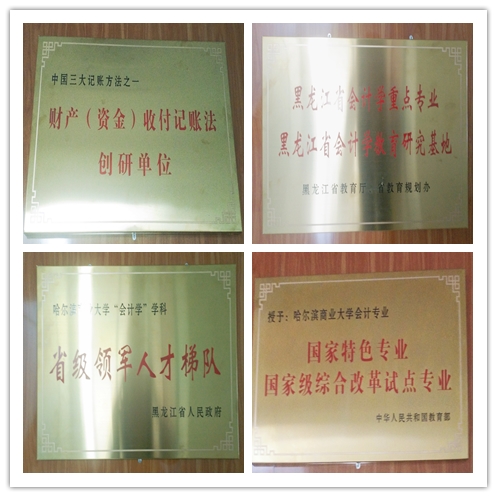 中国三大记账方法之一
财产（资金）收付记账法
创研单位
黑龙江省会计学重点专业
黑龙江省会计学教育研究基地
黑龙江省教育厅 省教育规划办
哈尔滨商业大学“会计学”学科
省级领军人才梯队
黑龙江省人民政府
授予：哈尔滨商业大学会计专业
国家特色专业
国家级综合改革试点专业
中华人民共和国教育部